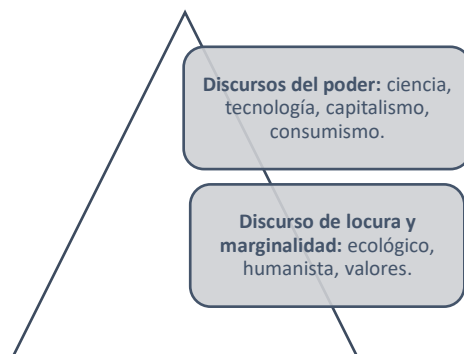 Discursos del poder: ciencia,
tecnología, capitalismo,
consumismo.
Discurso de locura y
marginalidad: ecológico,
humanista, valores.